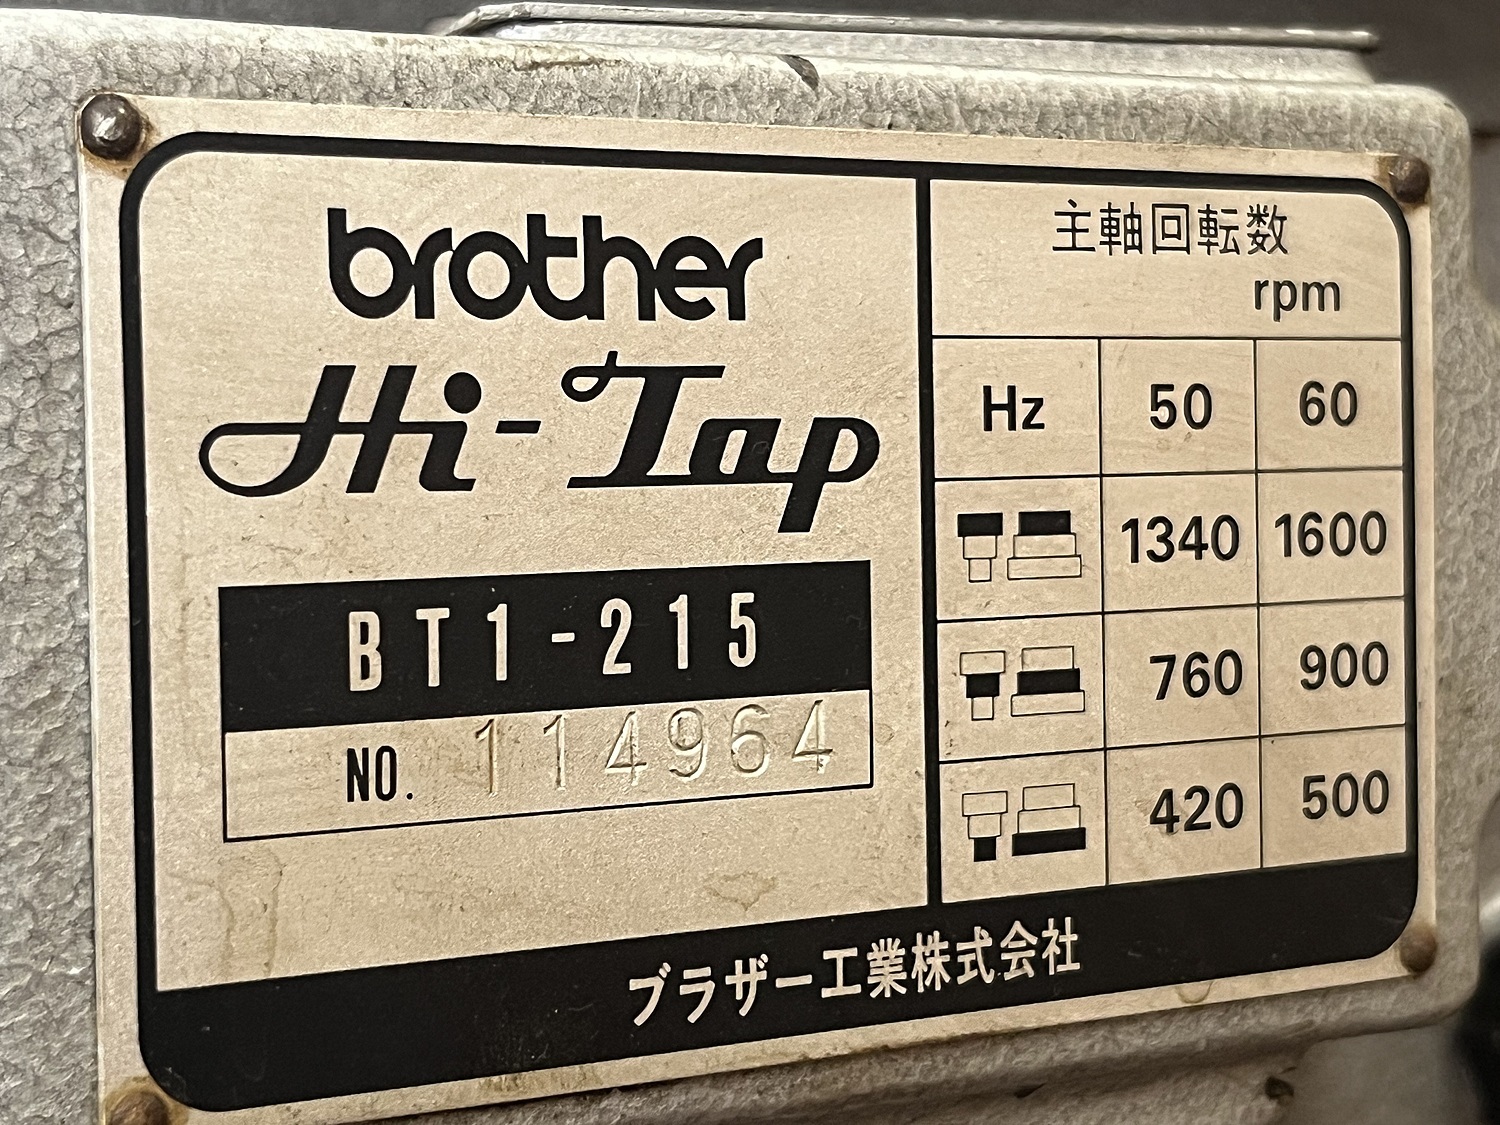 brother
Hi-Tap
BT1-215
NO. 114964
主軸回転数
rpm
Hz 50 60
1340 1600
760 900
420 500
ブラザー工業株式会社